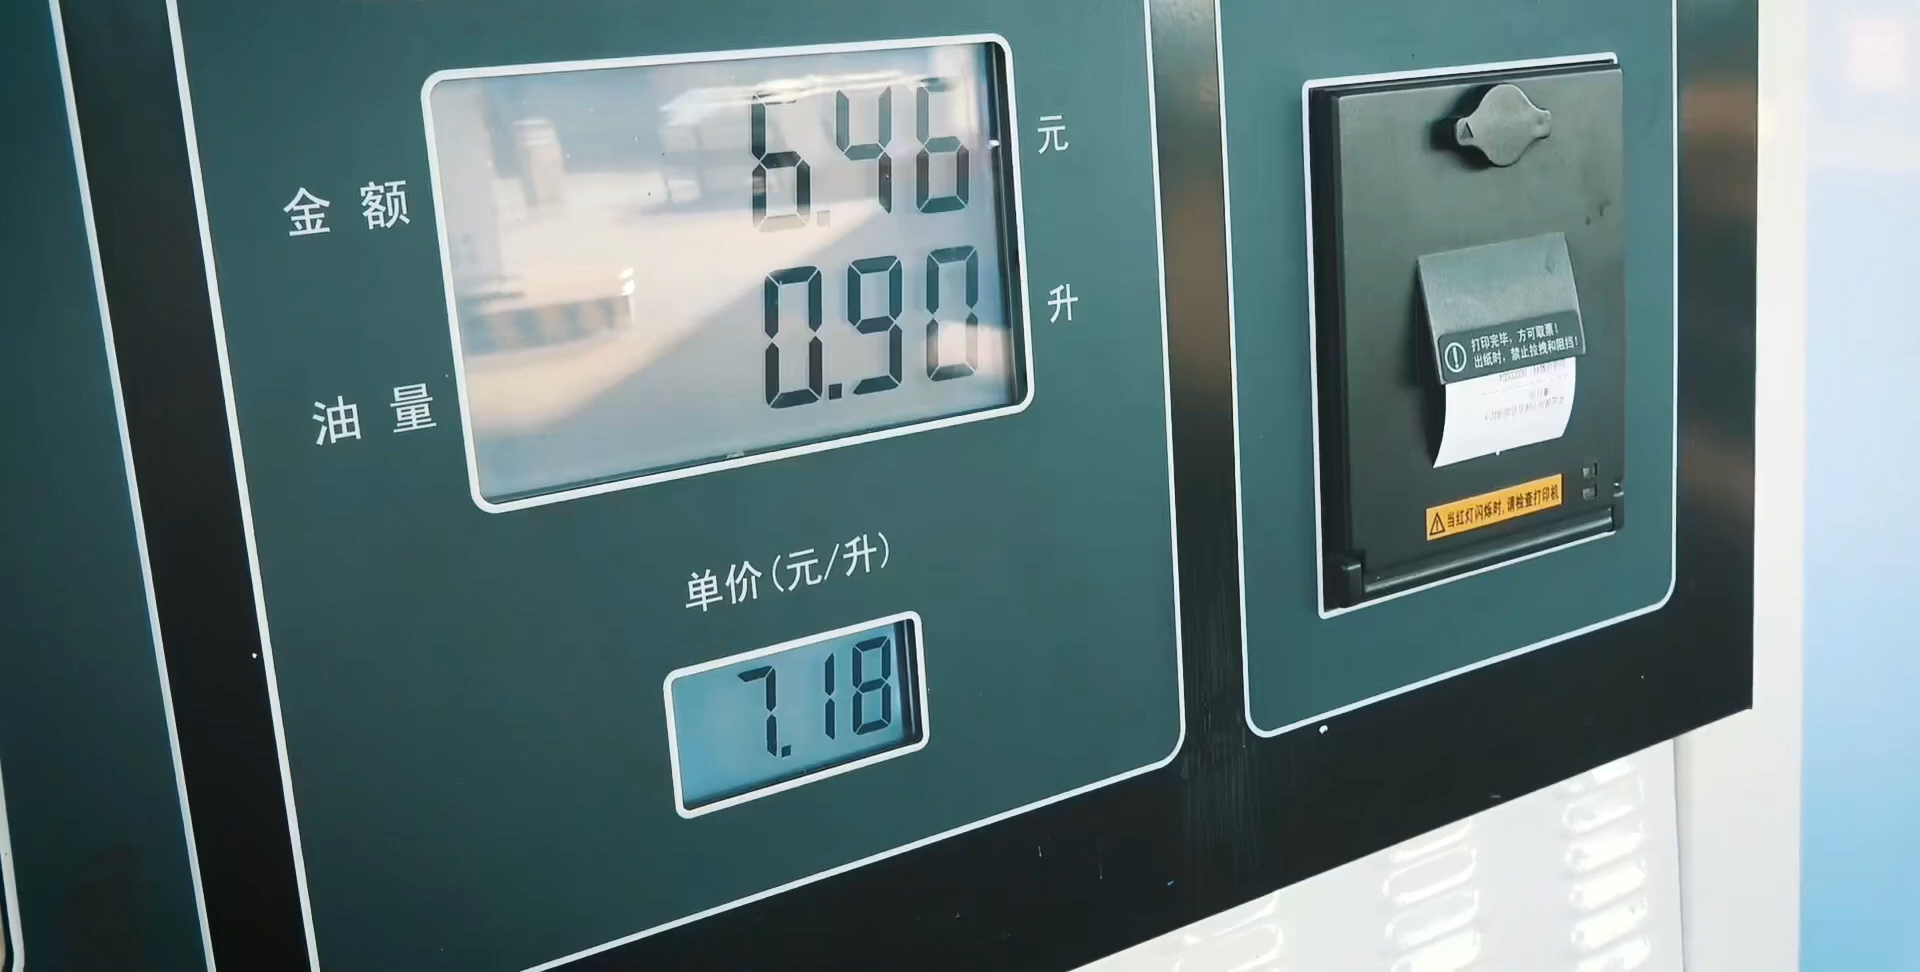 金额 6.46 元
油量 0.90 升
单价(元/升)
7.18
打印完毕，方可取票！
出纸时，禁止拉拽和阻挡！
当红灯闪烁时，请检查打印机